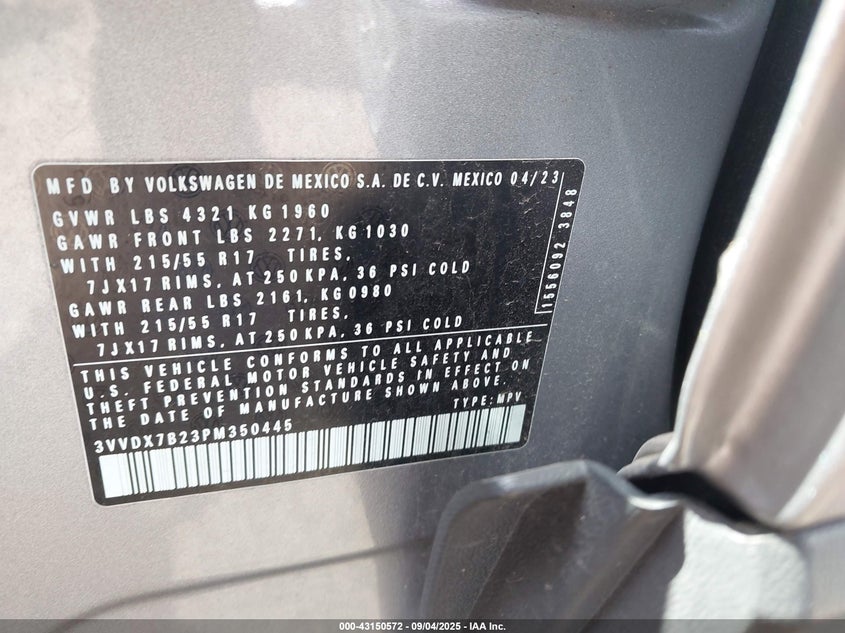 MFD BY VOLKSWAGEN DE MEXICO S.A. DE C.V. MEXICO 04/23
GVWR LBS 4321 KG 1960
GAWR FRONT LBS 2271, KG 1030
WITH 215/55 R17 TIRES,
7JX17 RIMS, AT 250 KPA, 36 PSI COLD
GAWR REAR LBS 2161, KG 0980
WITH 215/55 R17 TIRES,
7JX17 RIMS, AT 250 KPA, 36 PSI COLD
THIS VEHICLE CONFORMS TO ALL APPLICABLE
U.S. FEDERAL MOTOR VEHICLE SAFETY AND
THEFT PREVENTION STANDARDS IN EFFECT ON
THE DATE OF MANUFACTURE SHOWN ABOVE.
3VVDX7B23PM350445 TYPE: MPV
1556092 3848
000-43150572 - 09/04/2025 - IAA Inc.